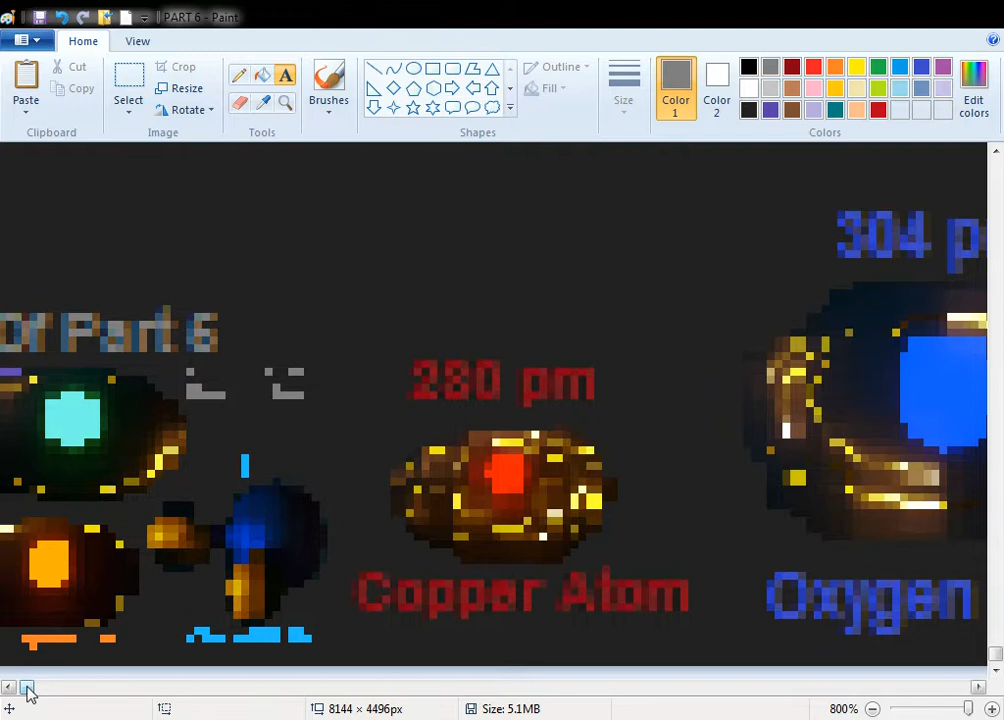 PART 6 - Paint
Home
View
Paste
Cut
Copy
Clipboard
Select
Crop
Resize
Rotate
Image
Tools
Brushes
Shapes
Outline
Fill
Size
Color 1
Color 2
Edit colors
Colors
304 p
Of Part 6
280 pm
Copper Atom
Oxygen
8144 × 4496px
Size: 5.1MB
800%